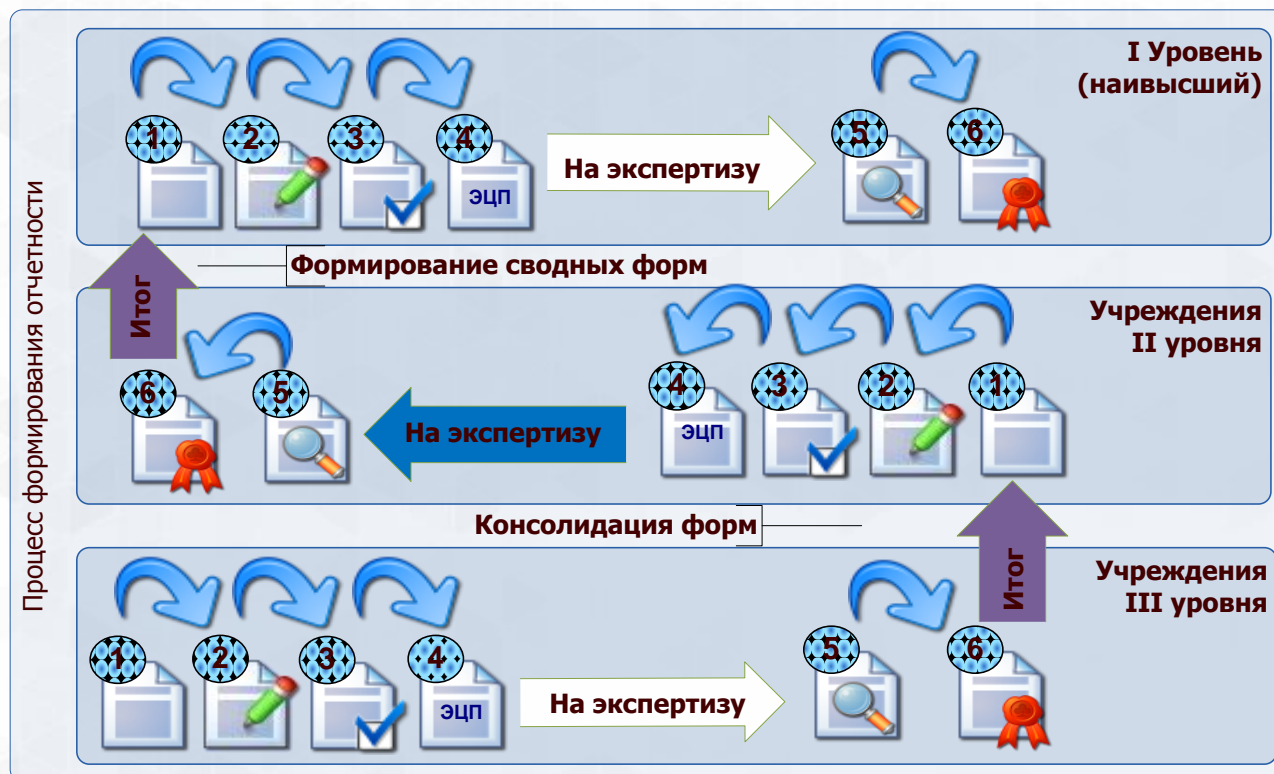 Процесс формирования отчетности
I Уровень
(наивысший)
1
2
3
4
ЭЦП
На экспертизу
5
6
Итог
Формирование сводных форм
Учреждения
II уровня
6
5
На экспертизу
4
ЭЦП
3
2
1
Консолидация форм
Итог
Учреждения
III уровня
1
2
3
4
ЭЦП
На экспертизу
5
6